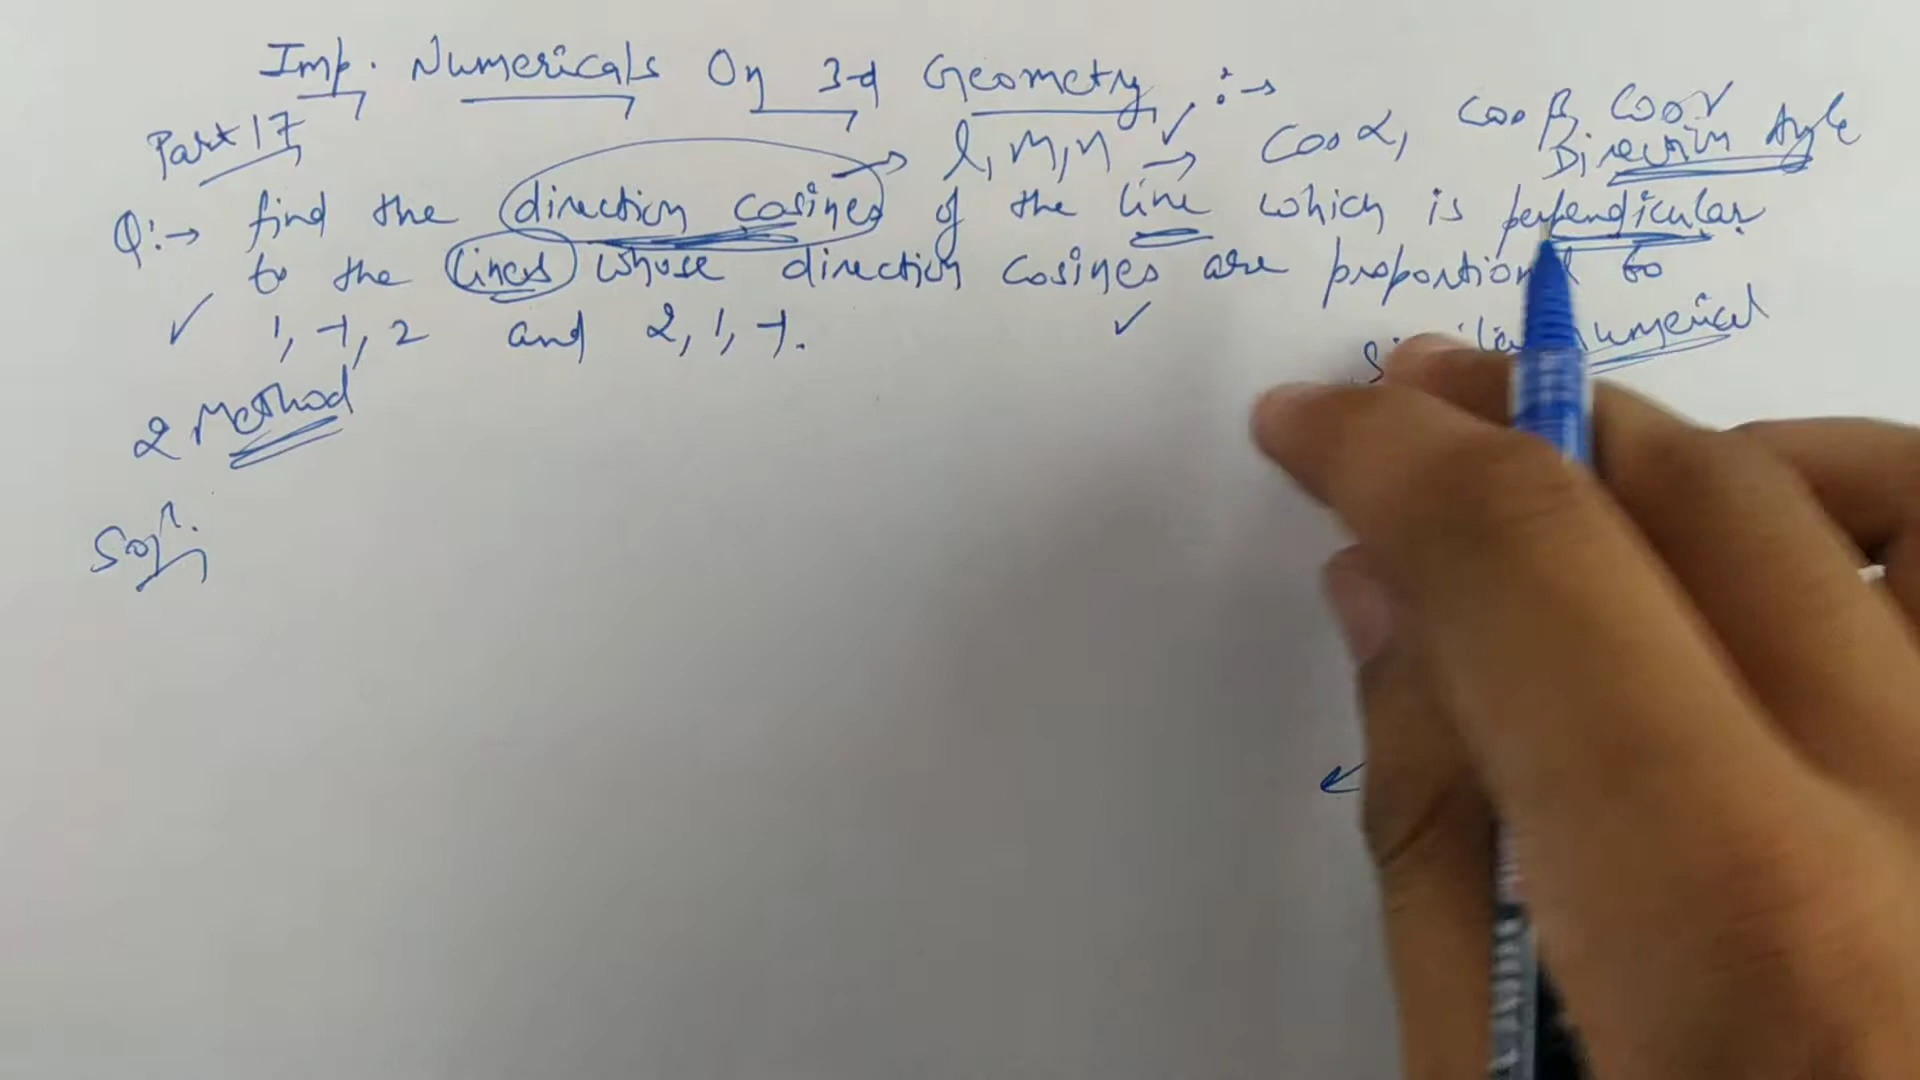 Imp. Numericals On 3-d Geometry :→
Part 17
l, m, n → Cos α, Cos β, Cos γ
Direction Angle
Q:→ find the direction cosines of the line which is perpendicular
to the lines whose direction cosines are proportional to
1, -1, 2 and 2, 1, -1.
Numerical
2 Method
Sol^n.